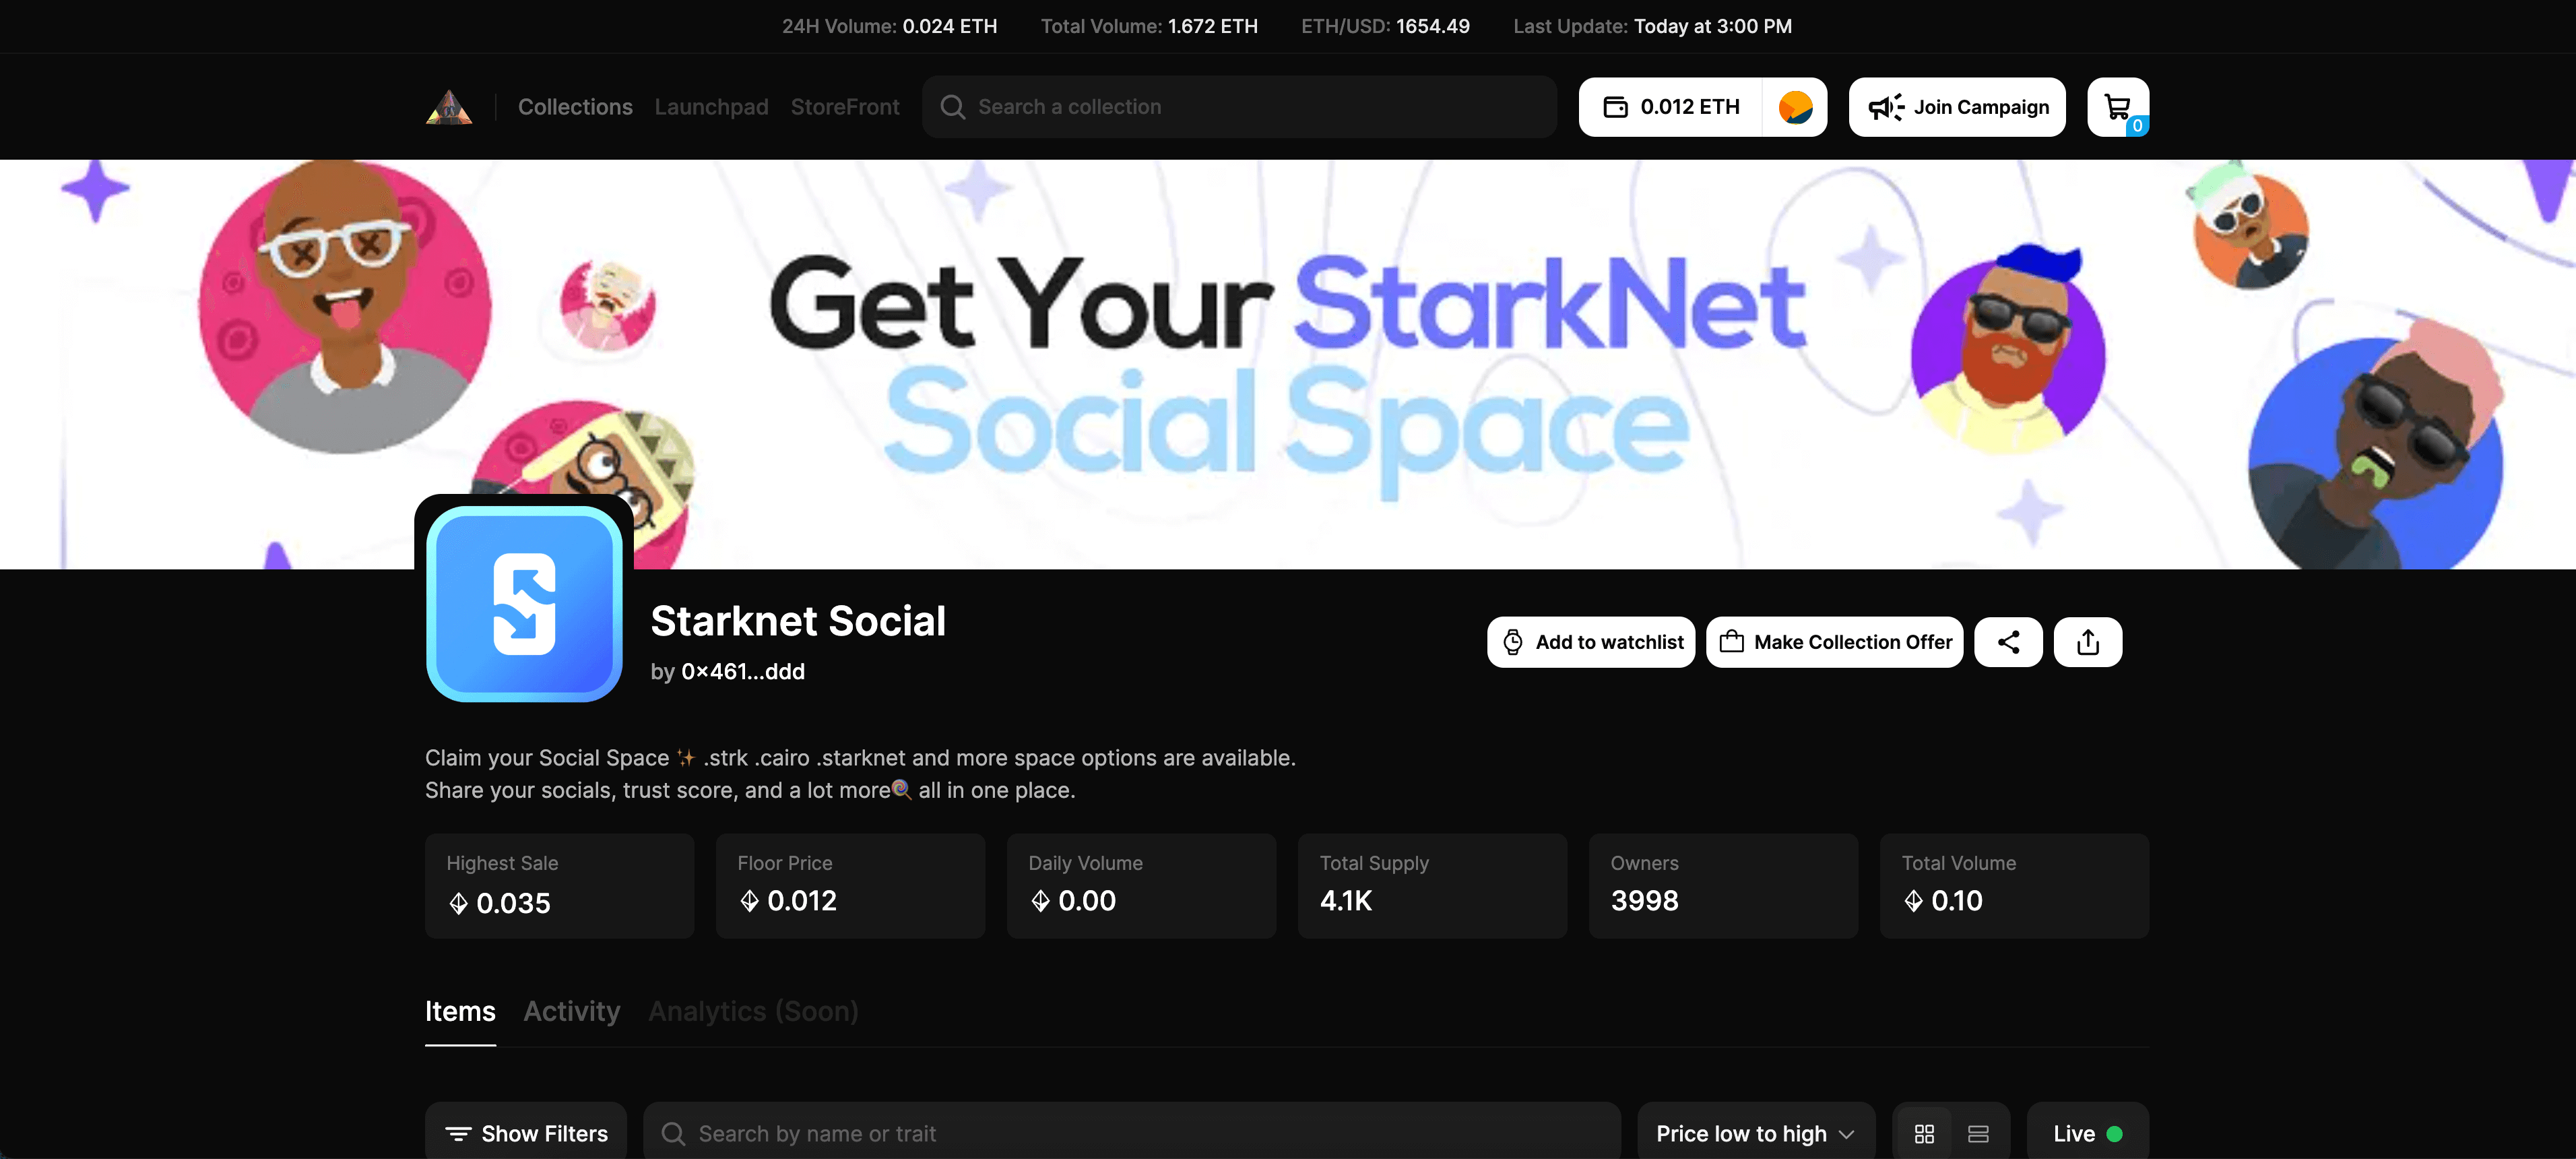 24H Volume: 0.024 ETH Total Volume: 1.672 ETH ETH/USD: 1654.49 Last Update: Today at 3:00 PM
Collections Launchpad StoreFront Search a collection 0.012 ETH Join Campaign 0
Get Your StarkNet
Social Space
Starknet Social
by 0x461...ddd
Add to watchlist Make Collection Offer
Claim your Social Space ✨ .strk .cairo .starknet and more space options are available.
Share your socials, trust score, and a lot more🍭 all in one place.
Highest Sale Floor Price Daily Volume Total Supply Owners Total Volume
0.035 0.012 0.00 4.1K 3998 0.10
Items Activity Analytics (Soon)
Show Filters Search by name or trait Price low to high Live